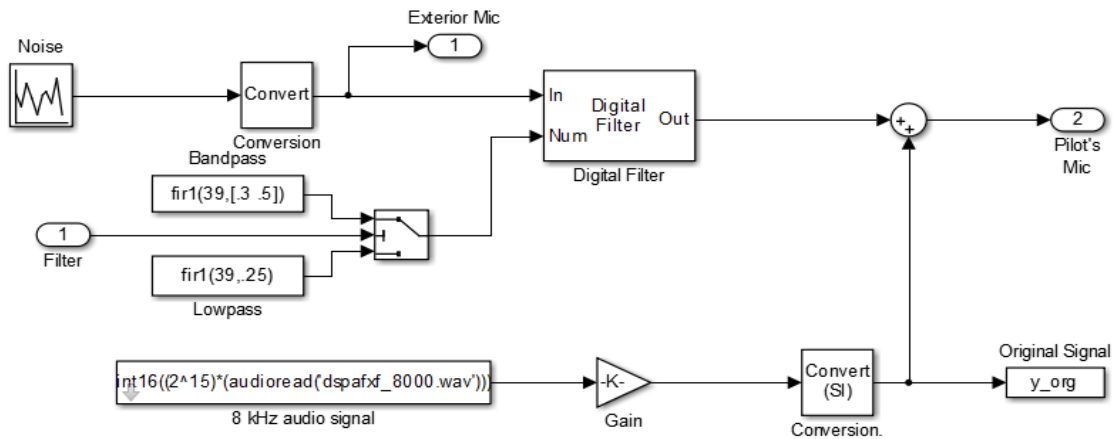 Exterior Mic
1
Noise
Convert
Conversion
In
Num
Digital
Filter
Out
Digital Filter
+
+
2
Pilot's
Mic
Bandpass
fir1(39,[.3 .5])
1
Filter
fir1(39,.25)
Lowpass
int16((2^15)*(audioread('dspafxf_8000.wav')))
8 kHz audio signal
-K-
Gain
Convert
(SI)
Conversion.
Original Signal
y_org